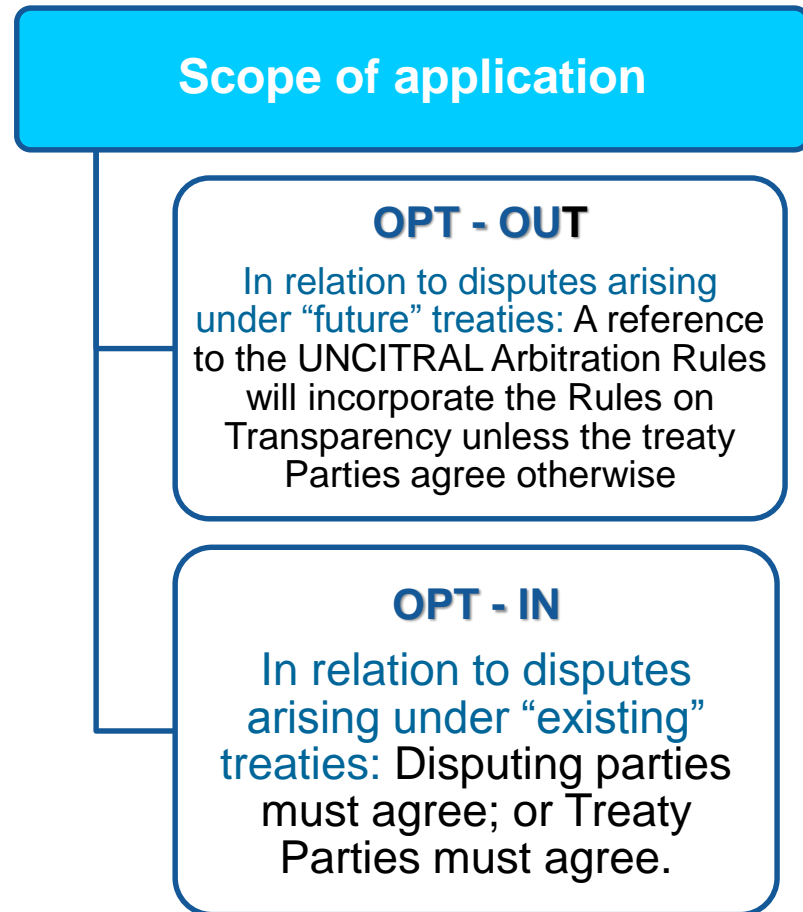 Scope of application
OPT - OUT
In relation to disputes arising
under “future” treaties: A reference
to the UNCITRAL Arbitration Rules
will incorporate the Rules on
Transparency unless the treaty
Parties agree otherwise
OPT - IN
In relation to disputes
arising under “existing”
treaties: Disputing parties
must agree; or Treaty
Parties must agree.